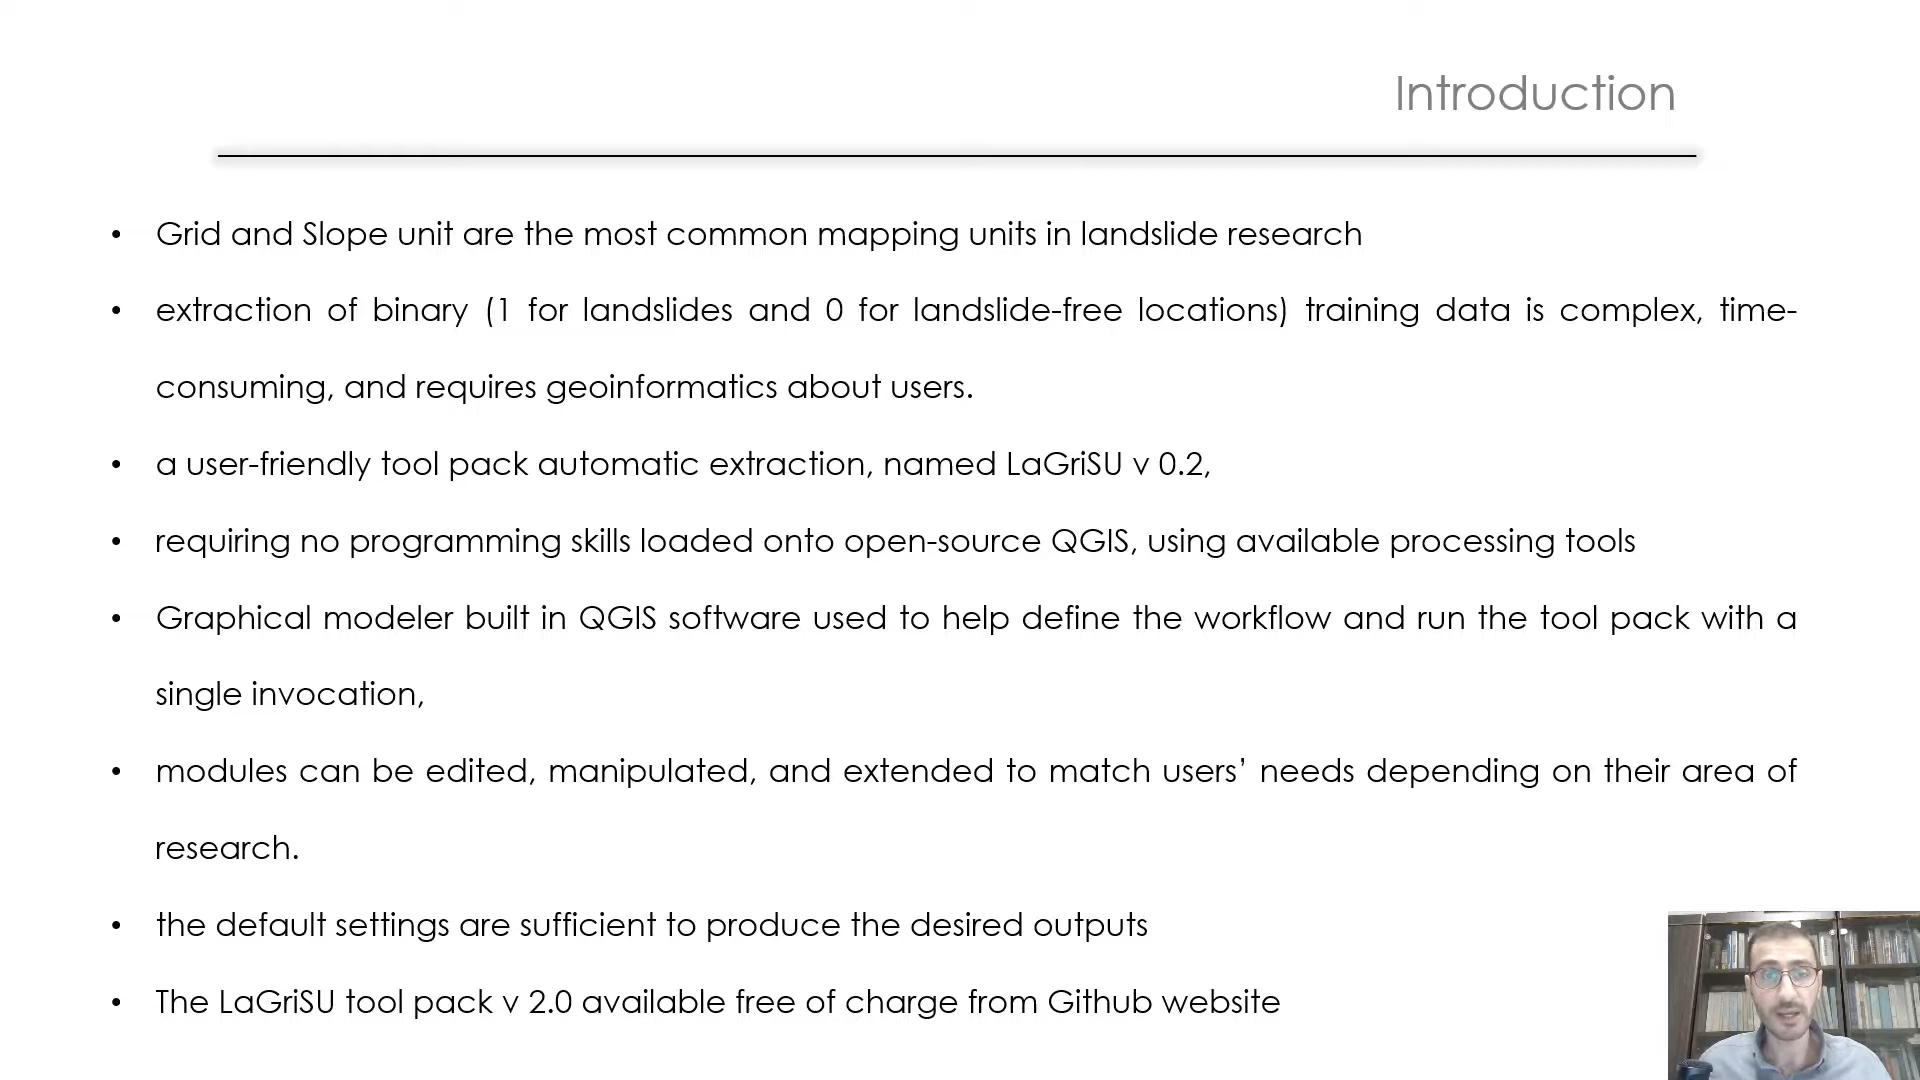 Introduction
• Grid and Slope unit are the most common mapping units in landslide research
• extraction of binary (1 for landslides and 0 for landslide-free locations) training data is complex, time-
consuming, and requires geoinformatics about users.
• a user-friendly tool pack automatic extraction, named LaGriSU v 0.2,
• requiring no programming skills loaded onto open-source QGIS, using available processing tools
• Graphical modeler built in QGIS software used to help define the workflow and run the tool pack with a
single invocation,
• modules can be edited, manipulated, and extended to match users’ needs depending on their area of
research.
• the default settings are sufficient to produce the desired outputs
• The LaGriSU tool pack v 2.0 available free of charge from Github website